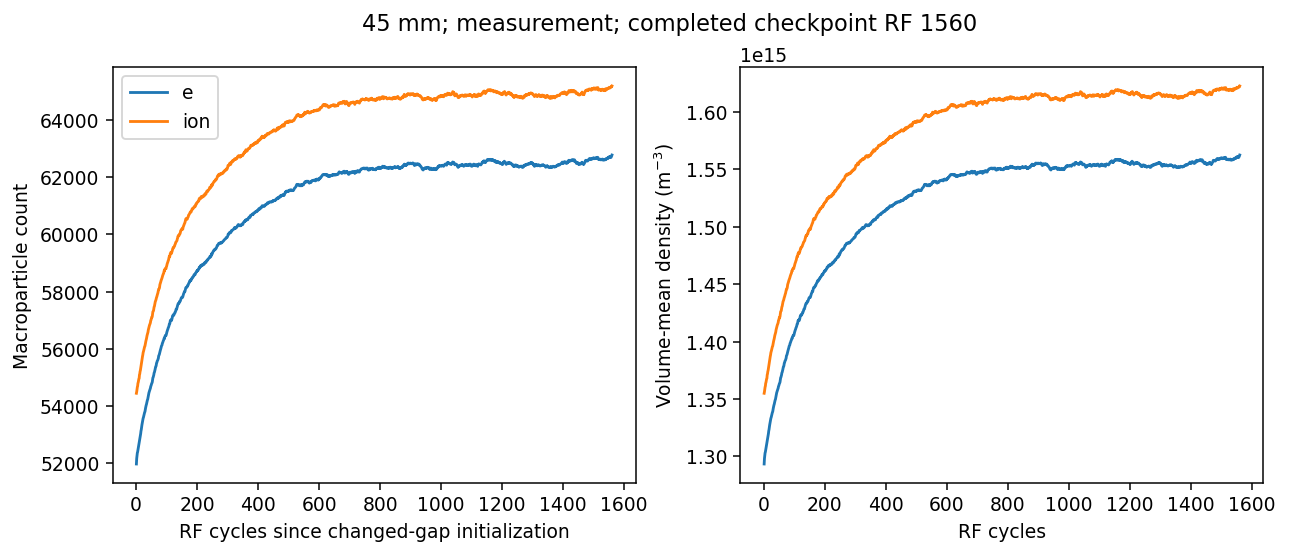 45 mm; measurement; completed checkpoint RF 1560
e
ion
Macroparticle count
64000
62000
60000
58000
56000
54000
52000
0 200 400 600 800 1000 1200 1400 1600
RF cycles since changed-gap initialization
1e15
Volume-mean density (m⁻³)
1.60
1.55
1.50
1.45
1.40
1.35
1.30
0 200 400 600 800 1000 1200 1400 1600
RF cycles